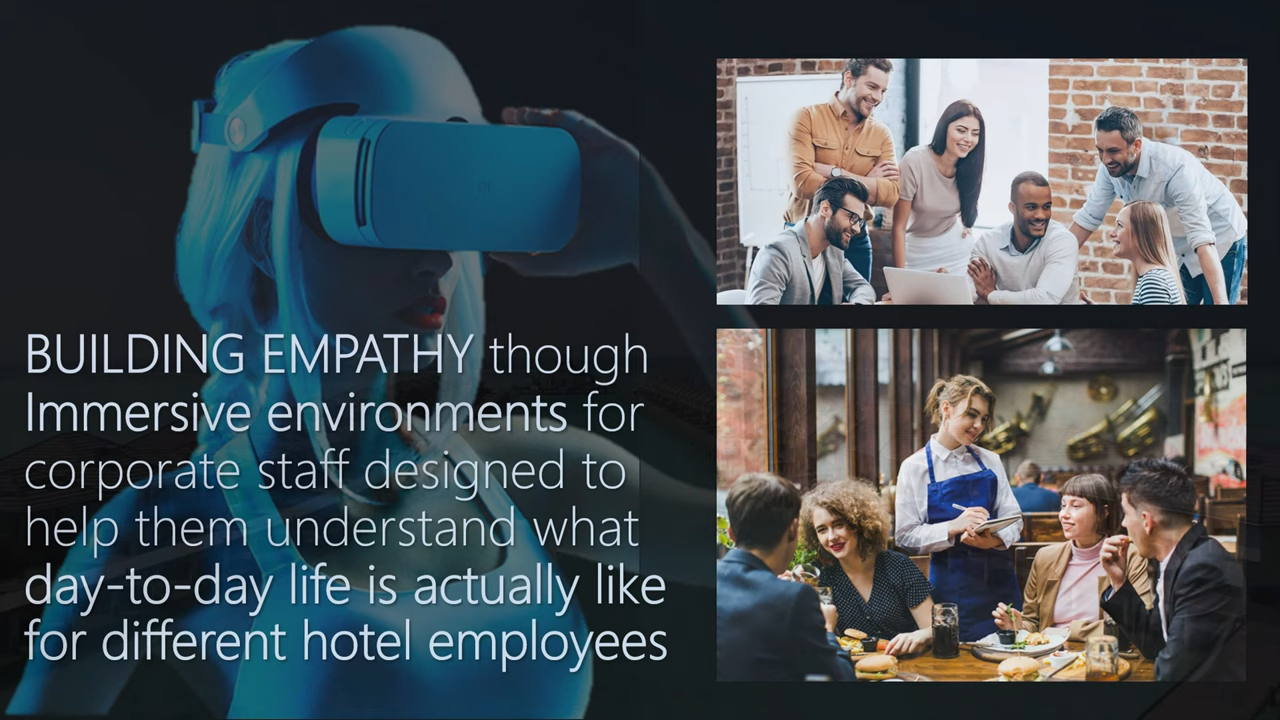 BUILDING EMPATHY though
Immersive environments for
corporate staff designed to
help them understand what
day-to-day life is actually like
for different hotel employees